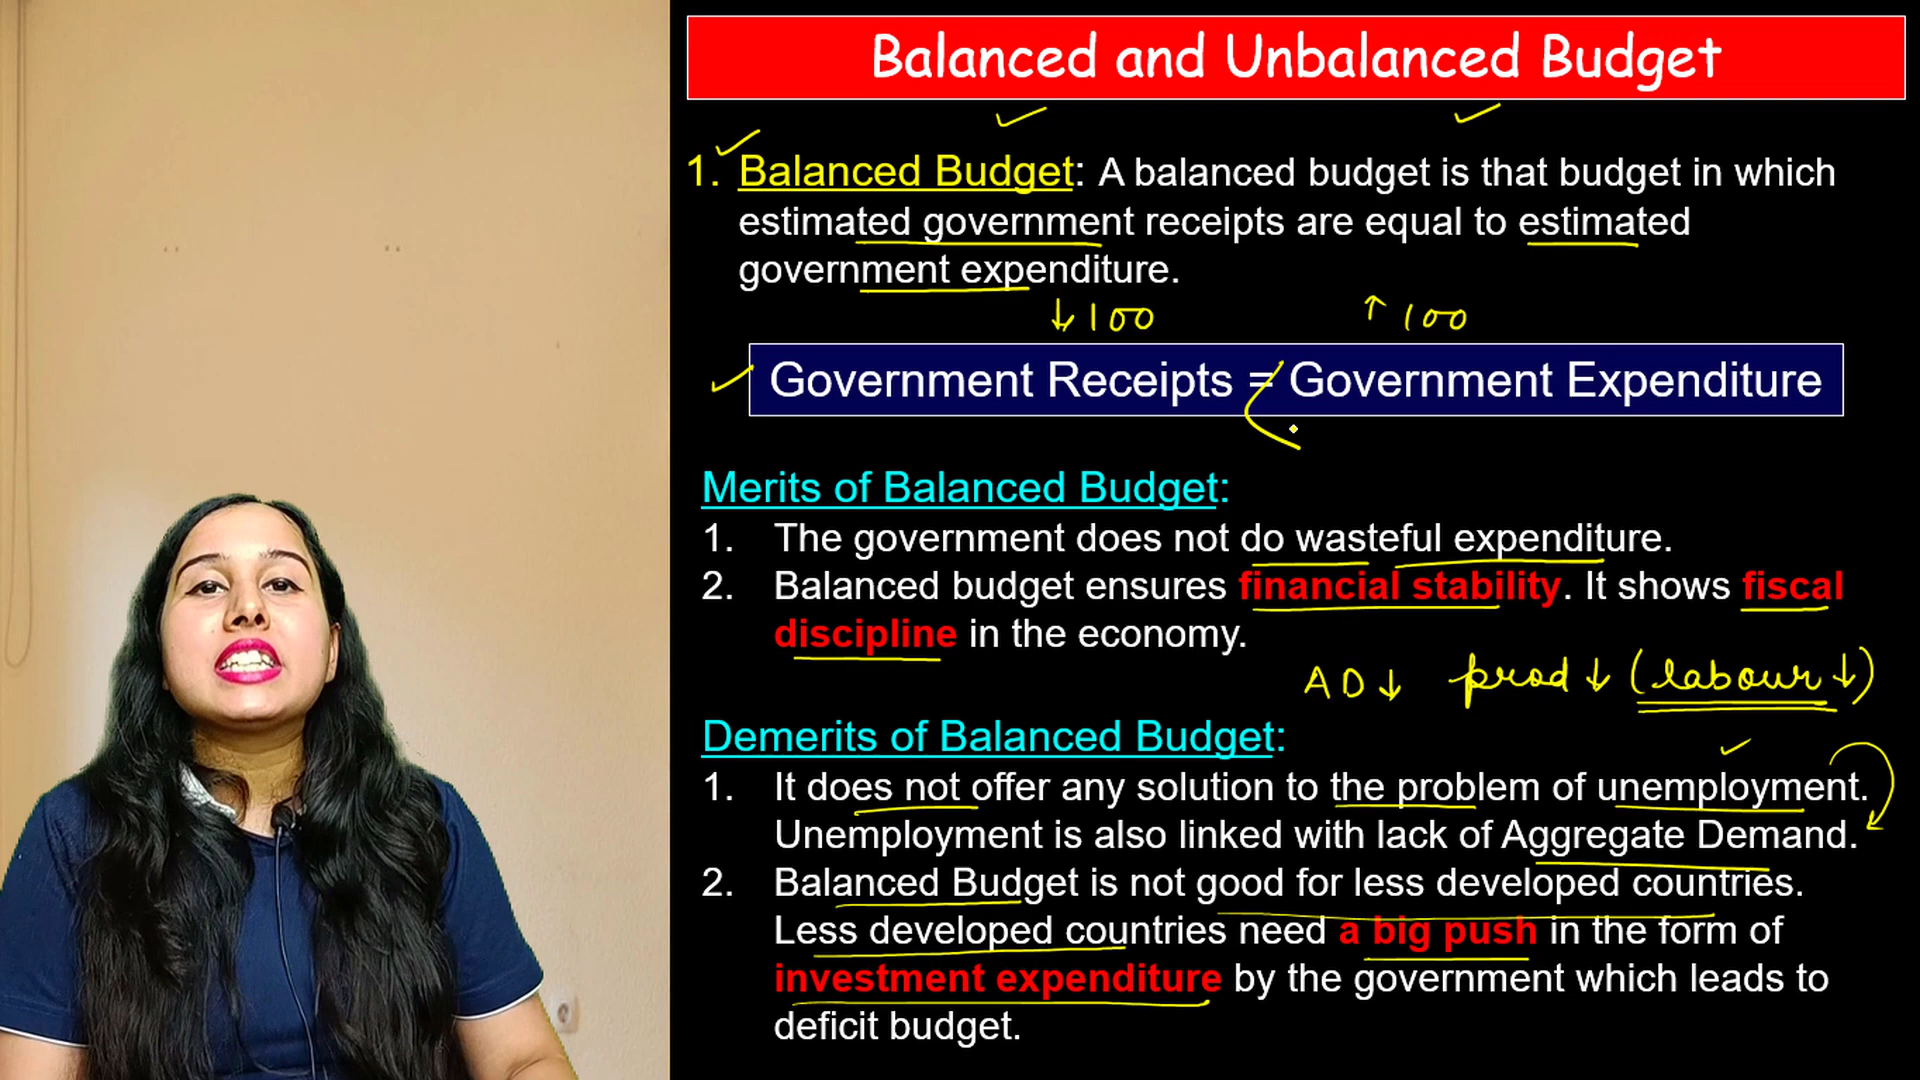 Balanced and Unbalanced Budget
1. Balanced Budget: A balanced budget is that budget in which
estimated government receipts are equal to estimated
government expenditure.
↓ 100 ↑ 100
Government Receipts = Government Expenditure
Merits of Balanced Budget:
1. The government does not do wasteful expenditure.
2. Balanced budget ensures financial stability. It shows fiscal
discipline in the economy.
AD ↓ prod ↓ (labour ↓)
Demerits of Balanced Budget:
1. It does not offer any solution to the problem of unemployment.
Unemployment is also linked with lack of Aggregate Demand.
2. Balanced Budget is not good for less developed countries.
Less developed countries need a big push in the form of
investment expenditure by the government which leads to
deficit budget.